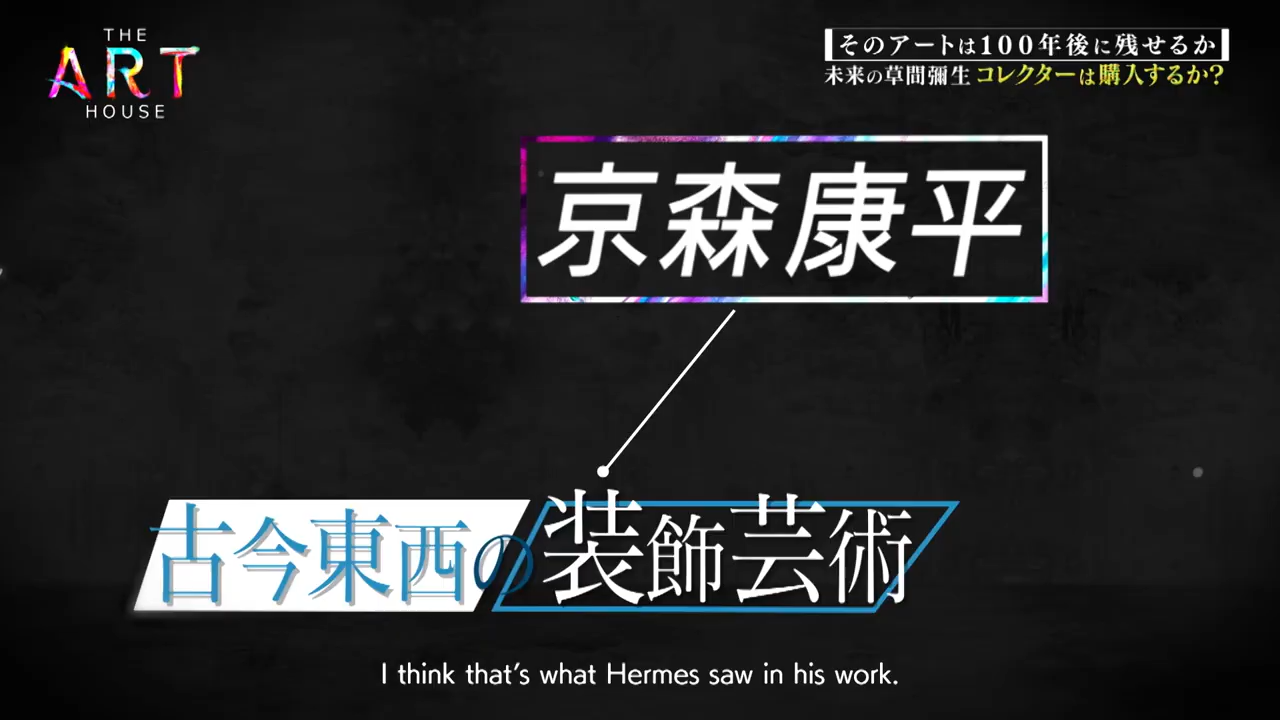 THE
ART
HOUSE
そのアートは100年後に残せるか
未来の草間彌生 コレクターは購入するか?
京森康平
古今東西の装飾芸術
I think that's what Hermes saw in his work.